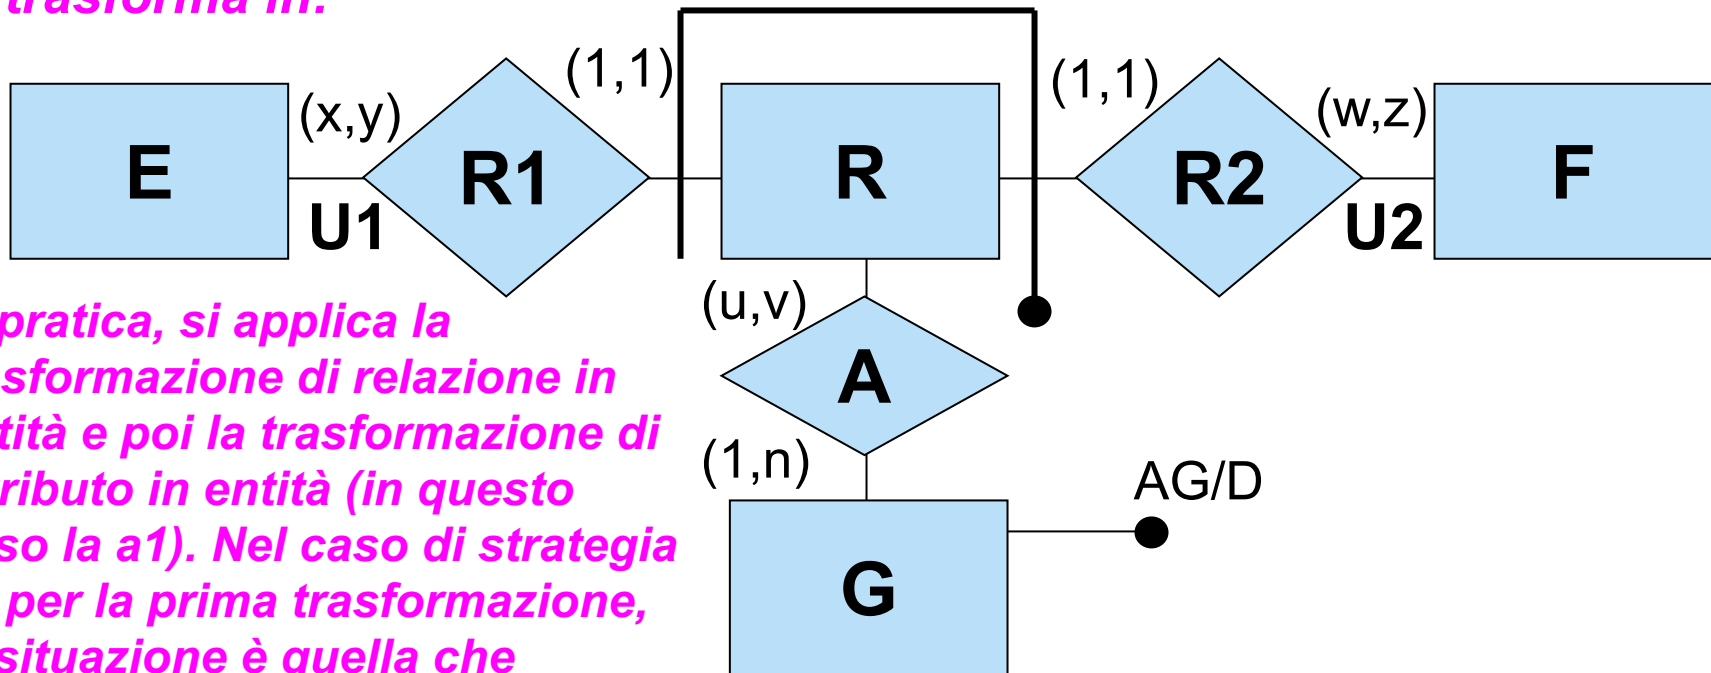 trasforma in:
(1,1)
(1,1)
(x,y)
(w,z)
E
R1
R
R2
F
U1
U2
(u,v)
pratica, si applica la
sformazione di relazione in
A
tità e poi la trasformazione di
(1,n)
ributo in entità (in questo
AG/D
so la a1). Nel caso di strategia
G
per la prima trasformazione,
situazione è quella che